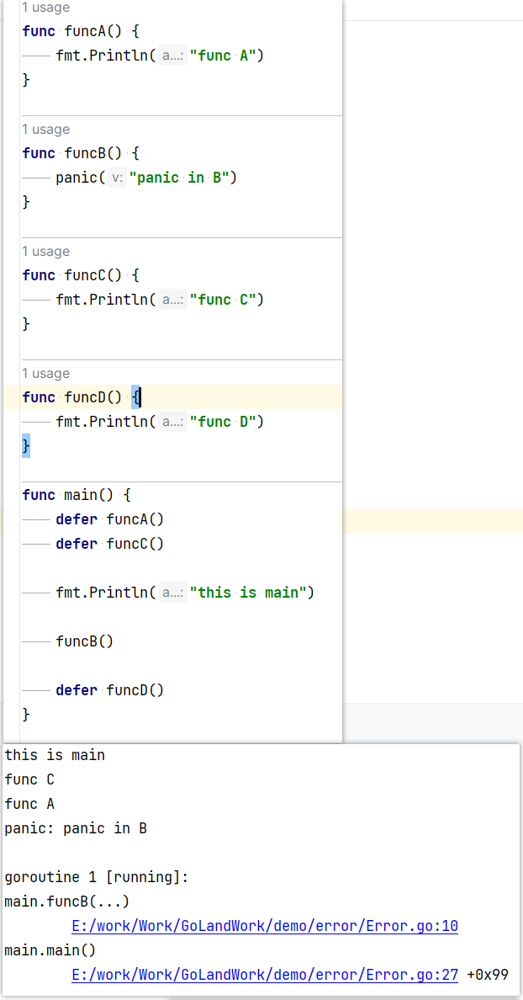 1 usage
func funcA() {
fmt.Println( a...: "func A")
}
1 usage
func funcB() {
panic( v: "panic in B")
}
1 usage
func funcC() {
fmt.Println( a...: "func C")
}
1 usage
func funcD() {
fmt.Println( a...: "func D")
}
func main() {
defer funcA()
defer funcC()
fmt.Println( a...: "this is main")
funcB()
defer funcD()
}
this is main
func C
func A
panic: panic in B
goroutine 1 [running]:
main.funcB(...)
E:/work/Work/GoLandWork/demo/error/Error.go:10
main.main()
E:/work/Work/GoLandWork/demo/error/Error.go:27 +0x99